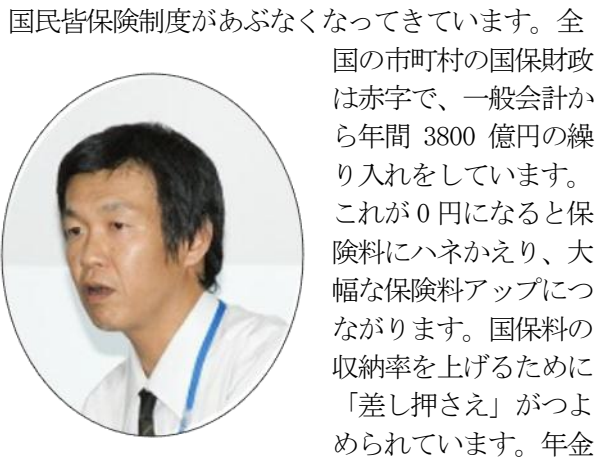 国民皆保険制度があぶなくなってきています。全
国の市町村の国保財政
は赤字で、一般会計か
ら年間 3800 億円の繰
り入れをしています。
これが0円になると保
険料にハネかえり、大
幅な保険料アップにつ
ながります。国保料の
収納率を上げるために
「差し押さえ」がつよ
められています。年金